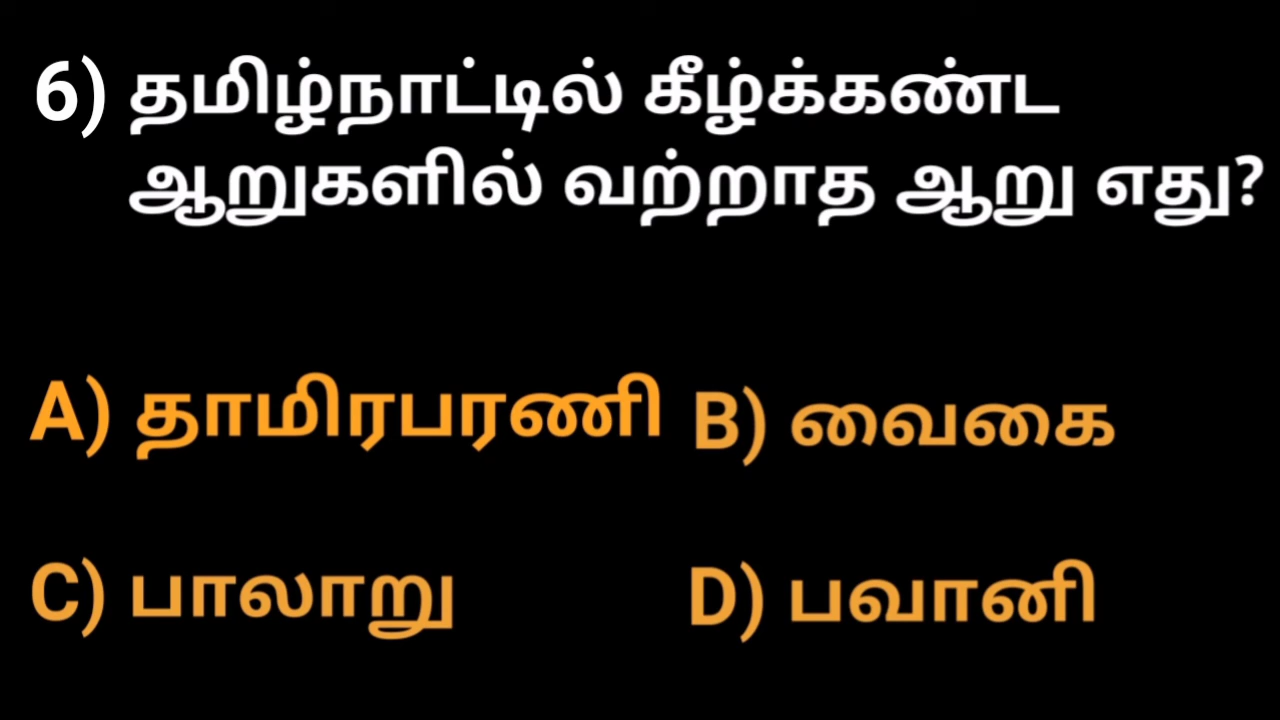 6) தமிழ்நாட்டில் கீழ்க்கண்ட
ஆறுகளில் வற்றாத ஆறு எது?
A) தாமிரபரணி B) வைகை
C) பாலாறு D) பவானி